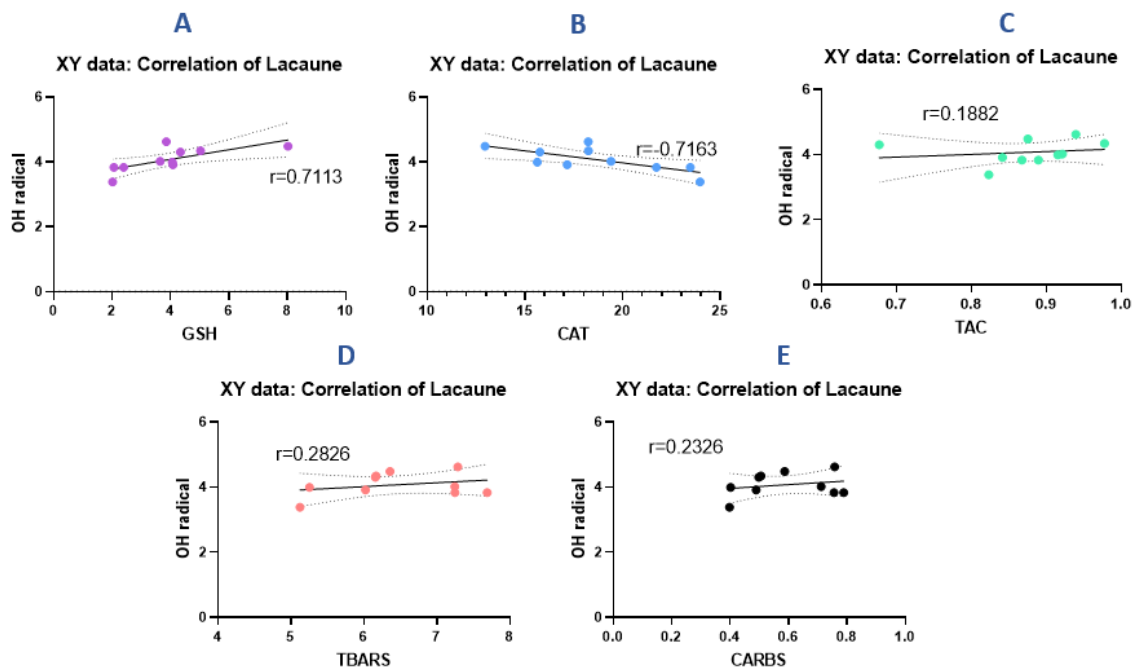 A
XY data: Correlation of Lacaune
6
4
2
0
OH radical
r=0.7113
0 2 4 6 8 10
GSH
B
XY data: Correlation of Lacaune
6
4
2
0
OH radical
r=-0.7163
10 15 20 25
CAT
C
XY data: Correlation of Lacaune
6
4
2
0
OH radical
r=0.1882
0.6 0.7 0.8 0.9 1.0
TAC
D
XY data: Correlation of Lacaune
6
4
2
0
OH radical
r=0.2826
4 5 6 7 8
TBARS
E
XY data: Correlation of Lacaune
6
4
2
0
OH radical
r=0.2326
0.0 0.2 0.4 0.6 0.8 1.0
CARBS